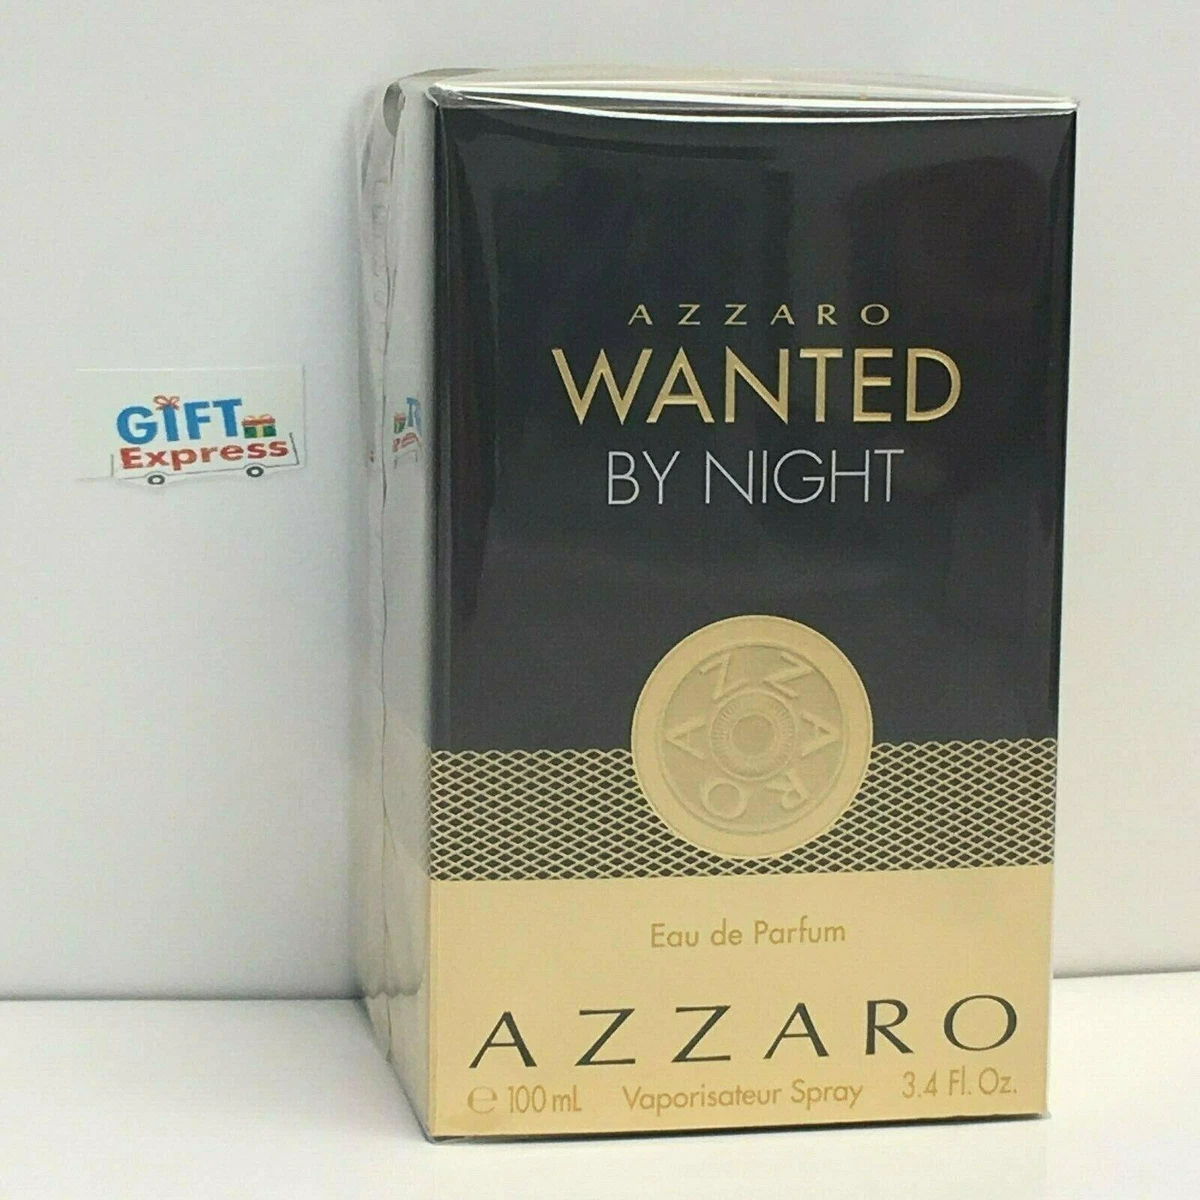 GIFT
Express
AZZARO
WANTED
BY NIGHT
AZZARO
Eau de Parfum
AZZARO
℮ 100 mL Vaporisateur Spray 3.4 Fl. Oz.